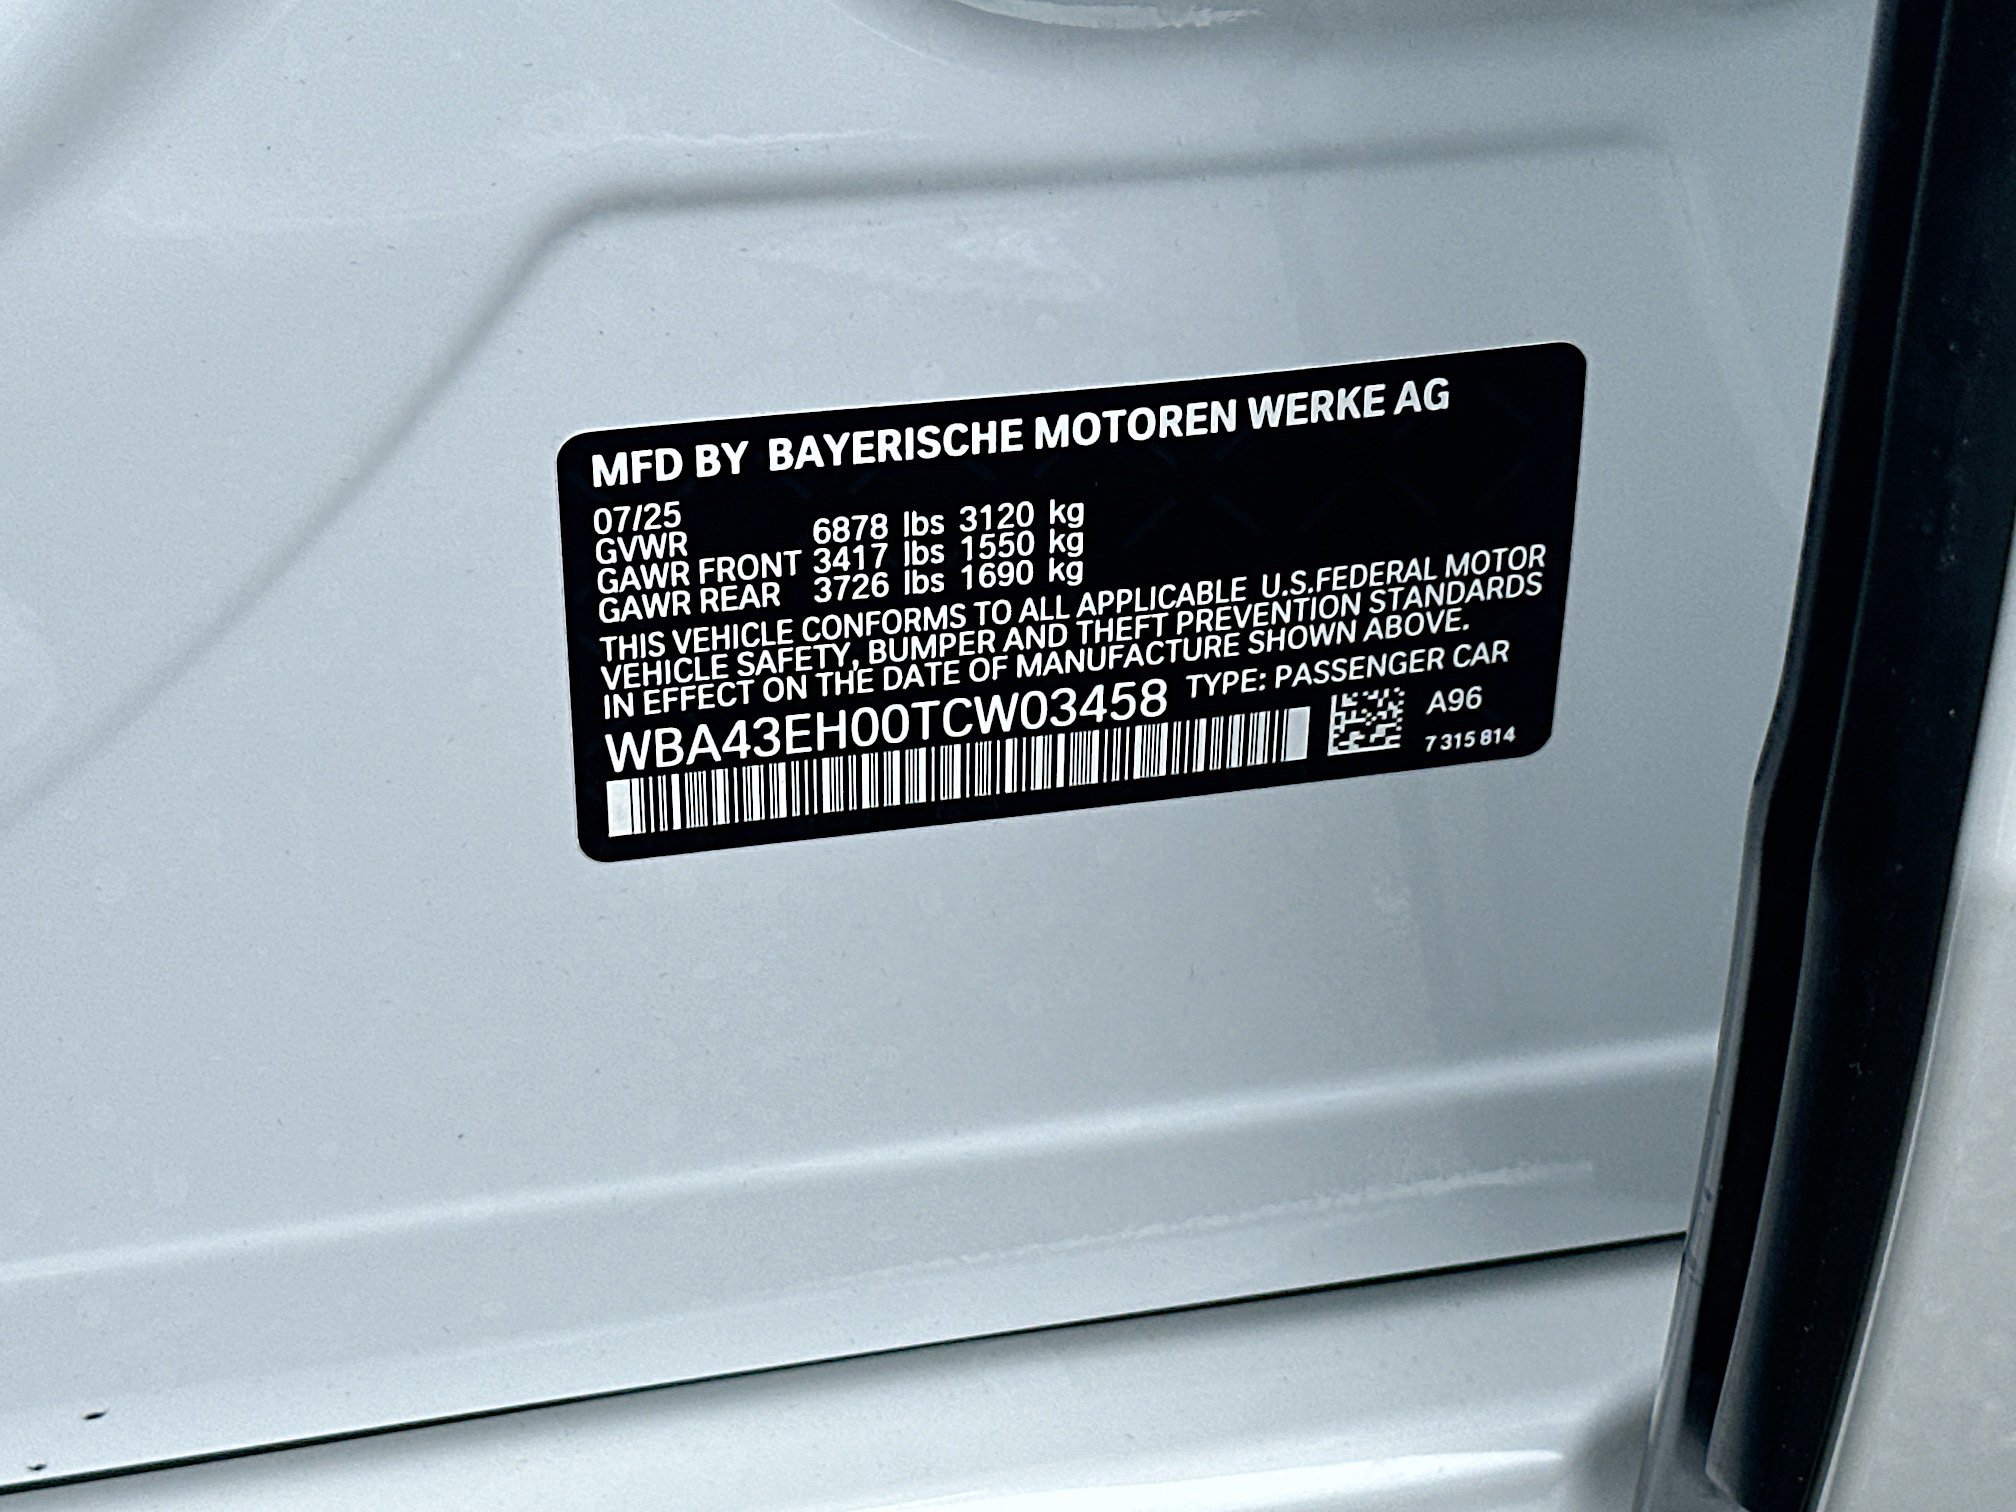 MFD BY BAYERISCHE MOTOREN WERKE AG
07/25
GVWR 6878 lbs 3120 kg
GAWR FRONT 3417 lbs 1550 kg
GAWR REAR 3726 lbs 1690 kg
THIS VEHICLE CONFORMS TO ALL APPLICABLE U.S.FEDERAL MOTOR
VEHICLE SAFETY, BUMPER AND THEFT PREVENTION STANDARDS
IN EFFECT ON THE DATE OF MANUFACTURE SHOWN ABOVE.
WBA43EH00TCW03458 TYPE: PASSENGER CAR
A96
7 315 814